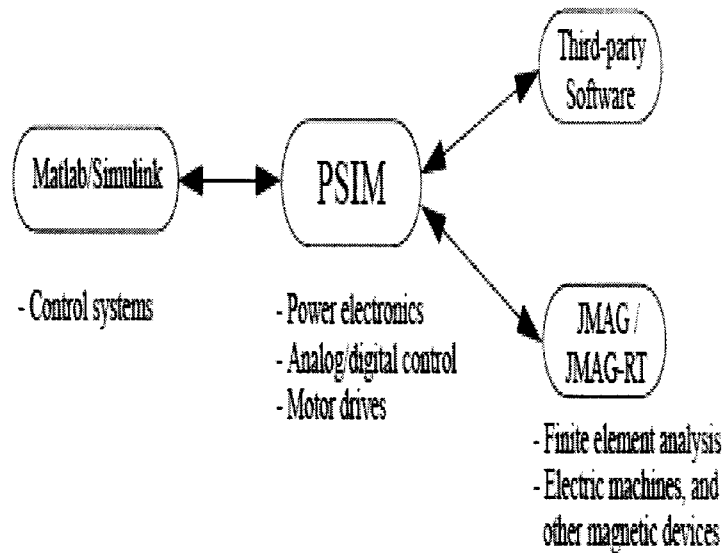 Third-party
Software
Matlab/Simulink
PSIM
- Control systems
- Power electronics
- Analog/digital control
- Motor drives
JMAG /
JMAG-RT
- Finite element analysis
- Electric machines, and
other magnetic devices